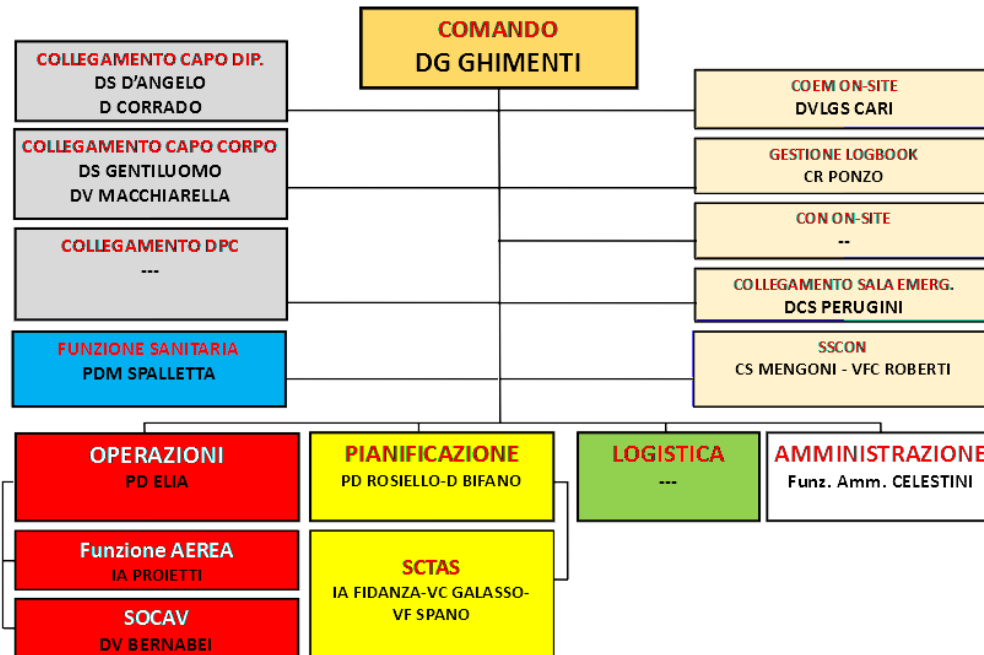 COMANDO
DG GHIMENTI
COLLEGAMENTO CAPO DIP.
DS D'ANGELO
D CORRADO
COLLEGAMENTO CAPO CORPO
DS GENTILUOMO
DV MACCHIARELLA
COLLEGAMENTO DPC
---
FUNZIONE SANITARIA
PDM SPALLETTA
COEM ON-SITE
DVLGS CARI
GESTIONE LOGBOOK
CR PONZO
CON ON-SITE
--
COLLEGAMENTO SALA EMERG.
DCS PERUGINI
SSCON
CS MENGONI - VFC ROBERTI
OPERAZIONI
PD ELIA
Funzione AEREA
IA PROIETTI
SOCAV
DV BERNABEI
PIANIFICAZIONE
PD ROSIELLO-D BIFANO
SCTAS
IA FIDANZA-VC GALASSO-
VF SPANO
LOGISTICA
---
AMMINISTRAZIONE
Funz. Amm. CELESTINI